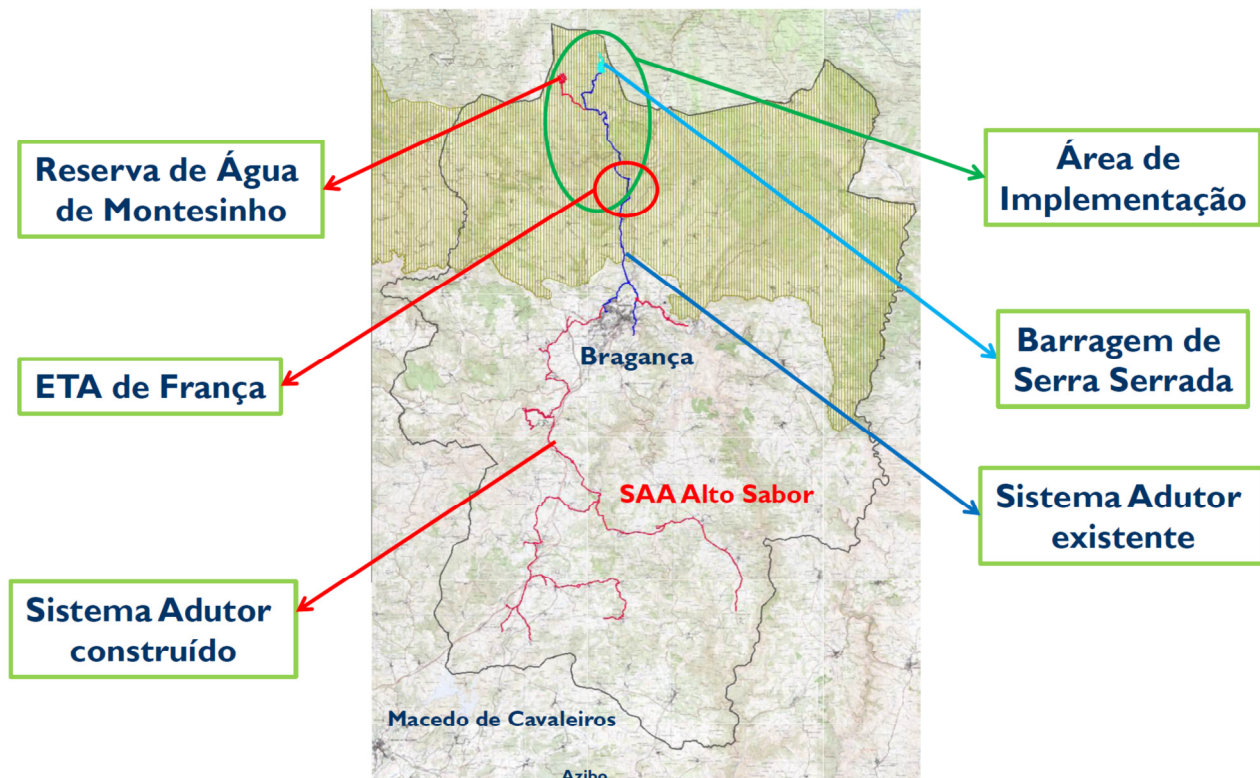 Reserva de Água
de Montesinho
ETA de França
Sistema Adutor
construído
Bragança
SAA Alto Sabor
Macedo de Cavaleiros
Azibo
Área de
Implementação
Barragem de
Serra Serrada
Sistema Adutor
existente